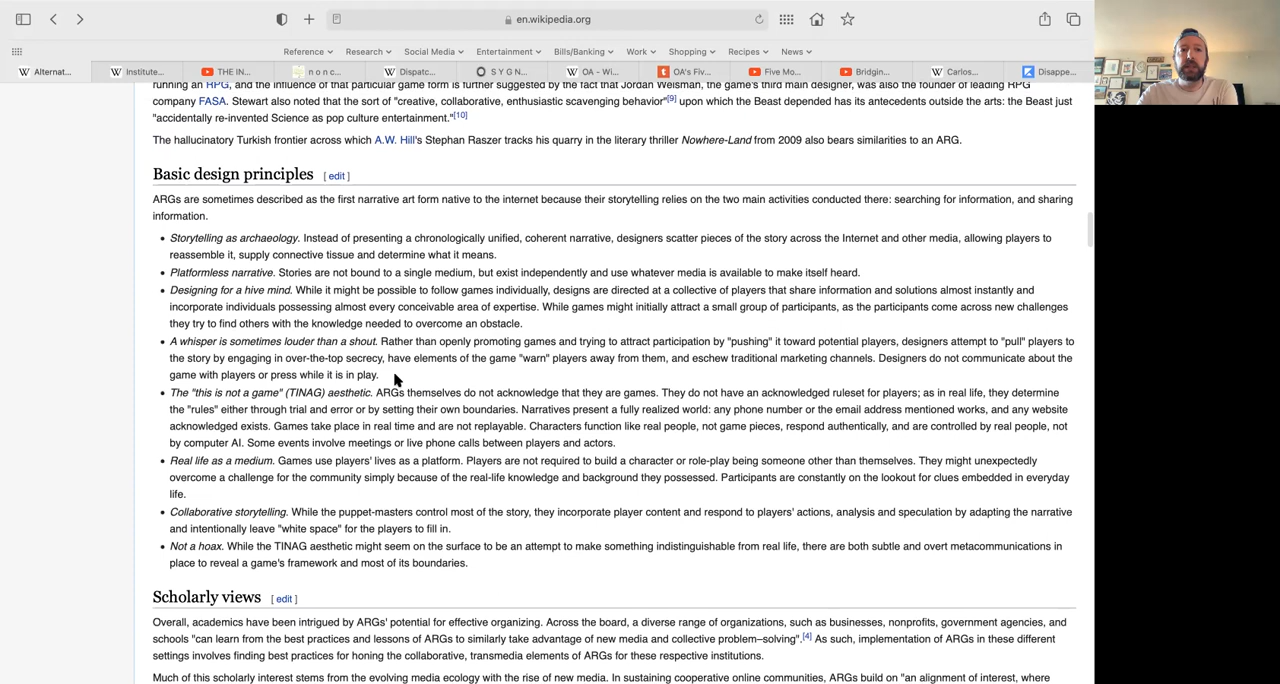 en.wikipedia.org
Reference Research Social Media Entertainment Bills/Banking Work Shopping Recipes News
Alternat... Institute... THE IN... n o n c... Dispatc... S Y G N... OA - Wi... OA's Fiv... Five Mo... Bridgin... Carlos... Disappe...
running an RPG, and the influence of that particular game form is further suggested by the fact that Jordan Weisman, the game's third main designer, was also the founder of leading RPG
company FASA. Stewart also noted that the sort of "creative, collaborative, enthusiastic scavenging behavior"[9] upon which the Beast depended has its antecedents outside the arts: the Beast just
"accidentally re-invented Science as pop culture entertainment."[10]
The hallucinatory Turkish frontier across which A.W. Hill's Stephan Raszer tracks his quarry in the literary thriller Nowhere-Land from 2009 also bears similarities to an ARG.
Basic design principles [ edit ]
ARGs are sometimes described as the first narrative art form native to the internet because their storytelling relies on the two main activities conducted there: searching for information, and sharing
information.
• Storytelling as archaeology. Instead of presenting a chronologically unified, coherent narrative, designers scatter pieces of the story across the Internet and other media, allowing players to
reassemble it, supply connective tissue and determine what it means.
• Platformless narrative. Stories are not bound to a single medium, but exist independently and use whatever media is available to make itself heard.
• Designing for a hive mind. While it might be possible to follow games individually, designs are directed at a collective of players that share information and solutions almost instantly and
incorporate individuals possessing almost every conceivable area of expertise. While games might initially attract a small group of participants, as the participants come across new challenges
they try to find others with the knowledge needed to overcome an obstacle.
• A whisper is sometimes louder than a shout. Rather than openly promoting games and trying to attract participation by "pushing" it toward potential players, designers attempt to "pull" players to
the story by engaging in over-the-top secrecy, have elements of the game "warn" players away from them, and eschew traditional marketing channels. Designers do not communicate about the
game with players or press while it is in play.
• The "this is not a game" (TINAG) aesthetic. ARGs themselves do not acknowledge that they are games. They do not have an acknowledged ruleset for players; as in real life, they determine
the "rules" either through trial and error or by setting their own boundaries. Narratives present a fully realized world: any phone number or the email address mentioned works, and any website
acknowledged exists. Games take place in real time and are not replayable. Characters function like real people, not game pieces, respond authentically, and are controlled by real people, not
by computer AI. Some events involve meetings or live phone calls between players and actors.
• Real life as a medium. Games use players' lives as a platform. Players are not required to build a character or role-play being someone other than themselves. They might unexpectedly
overcome a challenge for the community simply because of the real-life knowledge and background they possessed. Participants are constantly on the lookout for clues embedded in everyday
life.
• Collaborative storytelling. While the puppet-masters control most of the story, they incorporate player content and respond to players' actions, analysis and speculation by adapting the narrative
and intentionally leave "white space" for the players to fill in.
• Not a hoax. While the TINAG aesthetic might seem on the surface to be an attempt to make something indistinguishable from real life, there are both subtle and overt metacommunications in
place to reveal a game's framework and most of its boundaries.
Scholarly views [ edit ]
Overall, academics have been intrigued by ARGs' potential for effective organizing. Across the board, a diverse range of organizations, such as businesses, nonprofits, government agencies, and
schools "can learn from the best practices and lessons of ARGs to similarly take advantage of new media and collective problem–solving".[4] As such, implementation of ARGs in these different
settings involves finding best practices for honing the collaborative, transmedia elements of ARGs for these respective institutions.
Much of this scholarly interest stems from the evolving media ecology with the rise of new media. In sustaining cooperative online communities, ARGs build on "an alignment of interest, where